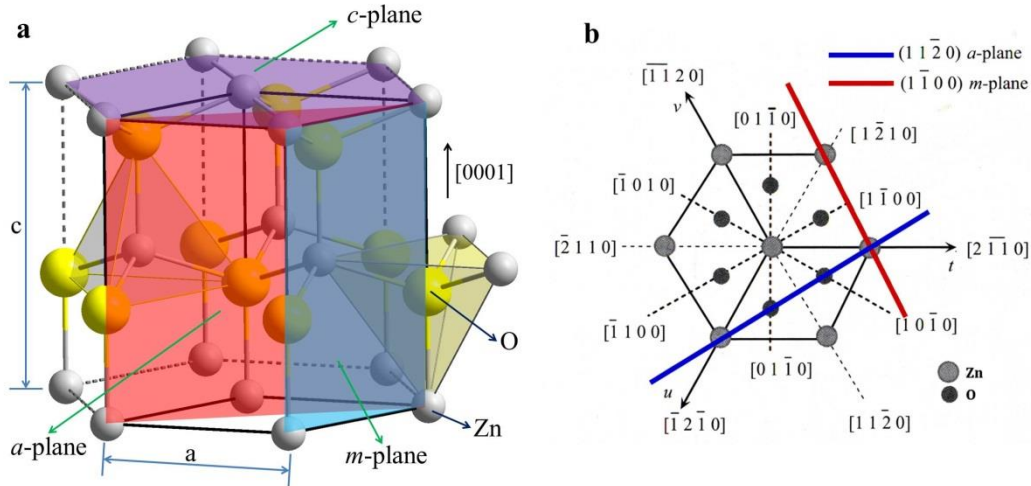 a
c-plane
[0001]
c
O
Zn
a-plane
a
m-plane
b
(1 1 2̅ 0) a-plane
(1 1̅ 0 0) m-plane
[1̅ 1̅ 2 0]
v
[0 1 1̅ 0]
[1 2̅ 1 0]
[1̅ 0 1 0]
[1 1̅ 0 0]
[2̅ 1 1 0]
[2 1̅ 1̅ 0]
t
[1̅ 1 0 0]
[1 0 1̅ 0]
[0 1 1̅ 0]
u
[1̅ 2 1̅ 0]
[1 1 2̅ 0]
Zn
O